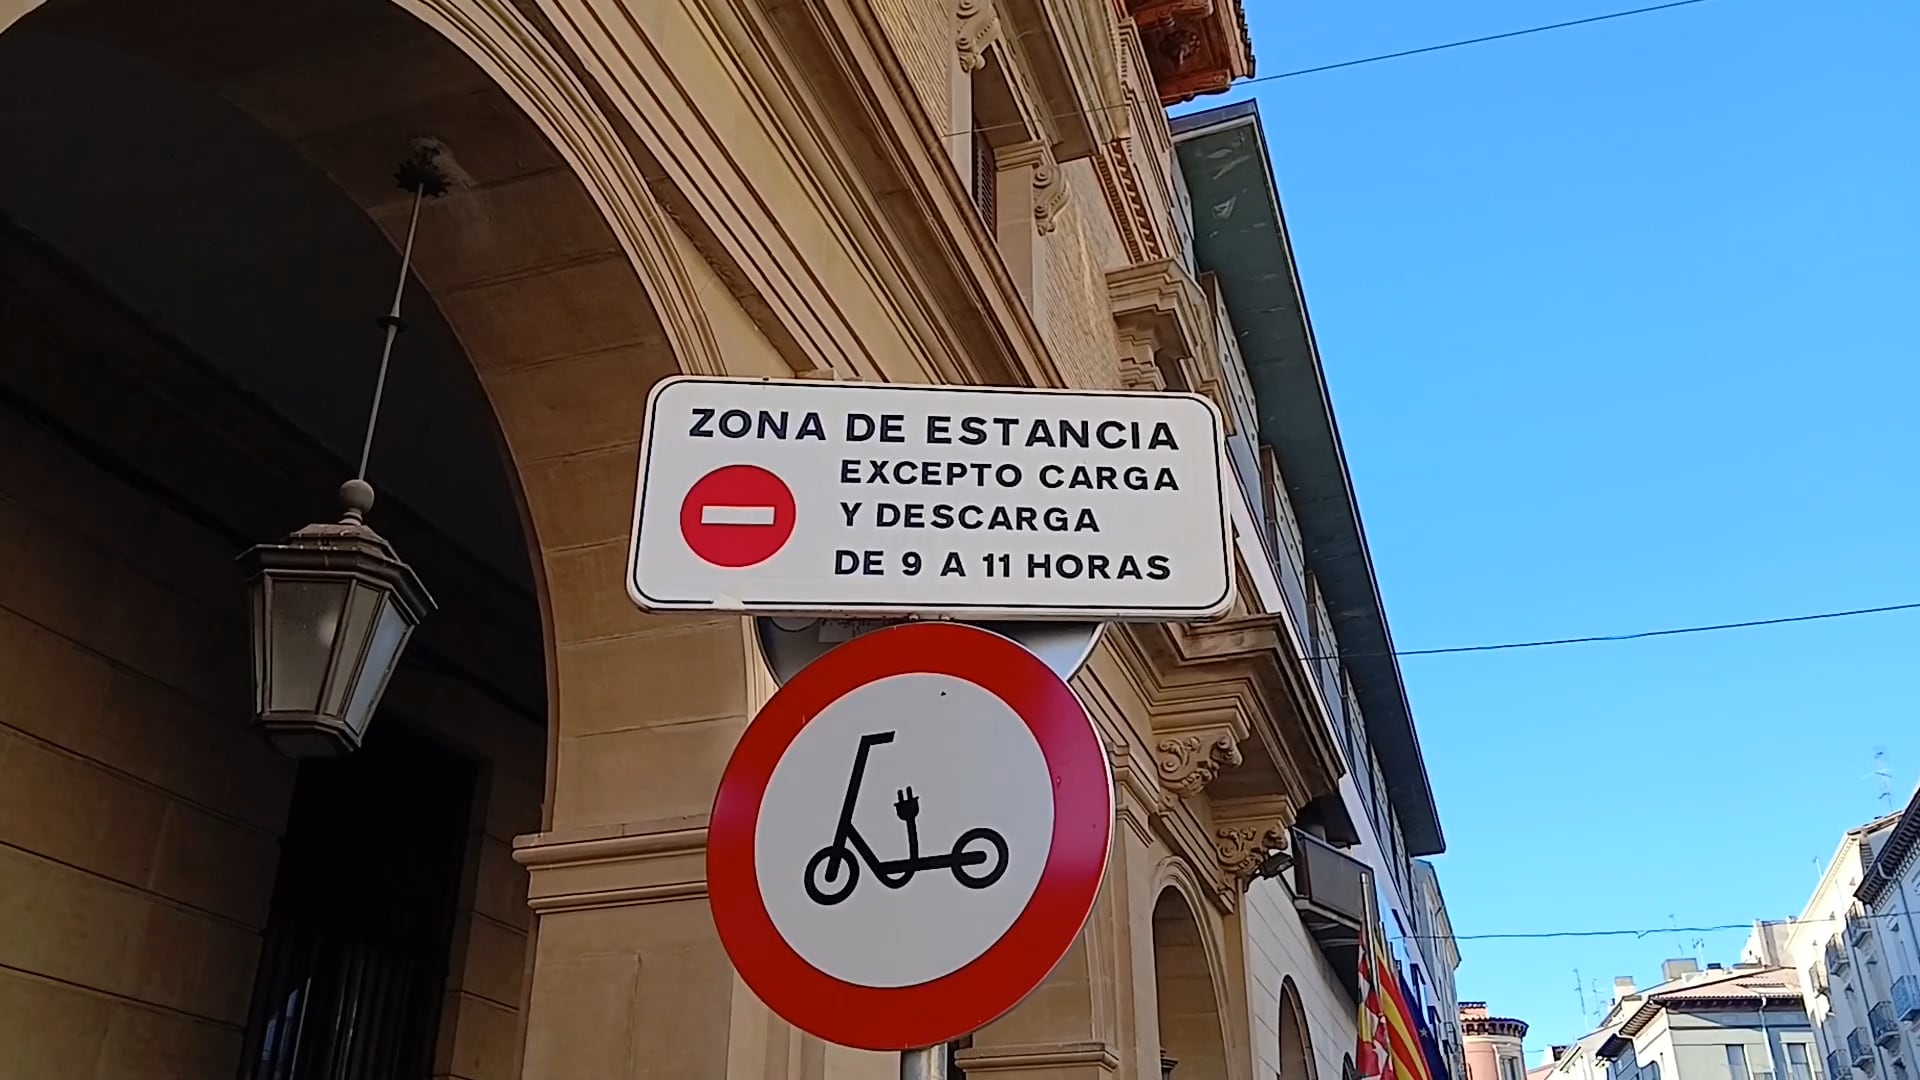 ZONA DE ESTANCIA
EXCEPTO CARGA
Y DESCARGA
DE 9 A 11 HORAS